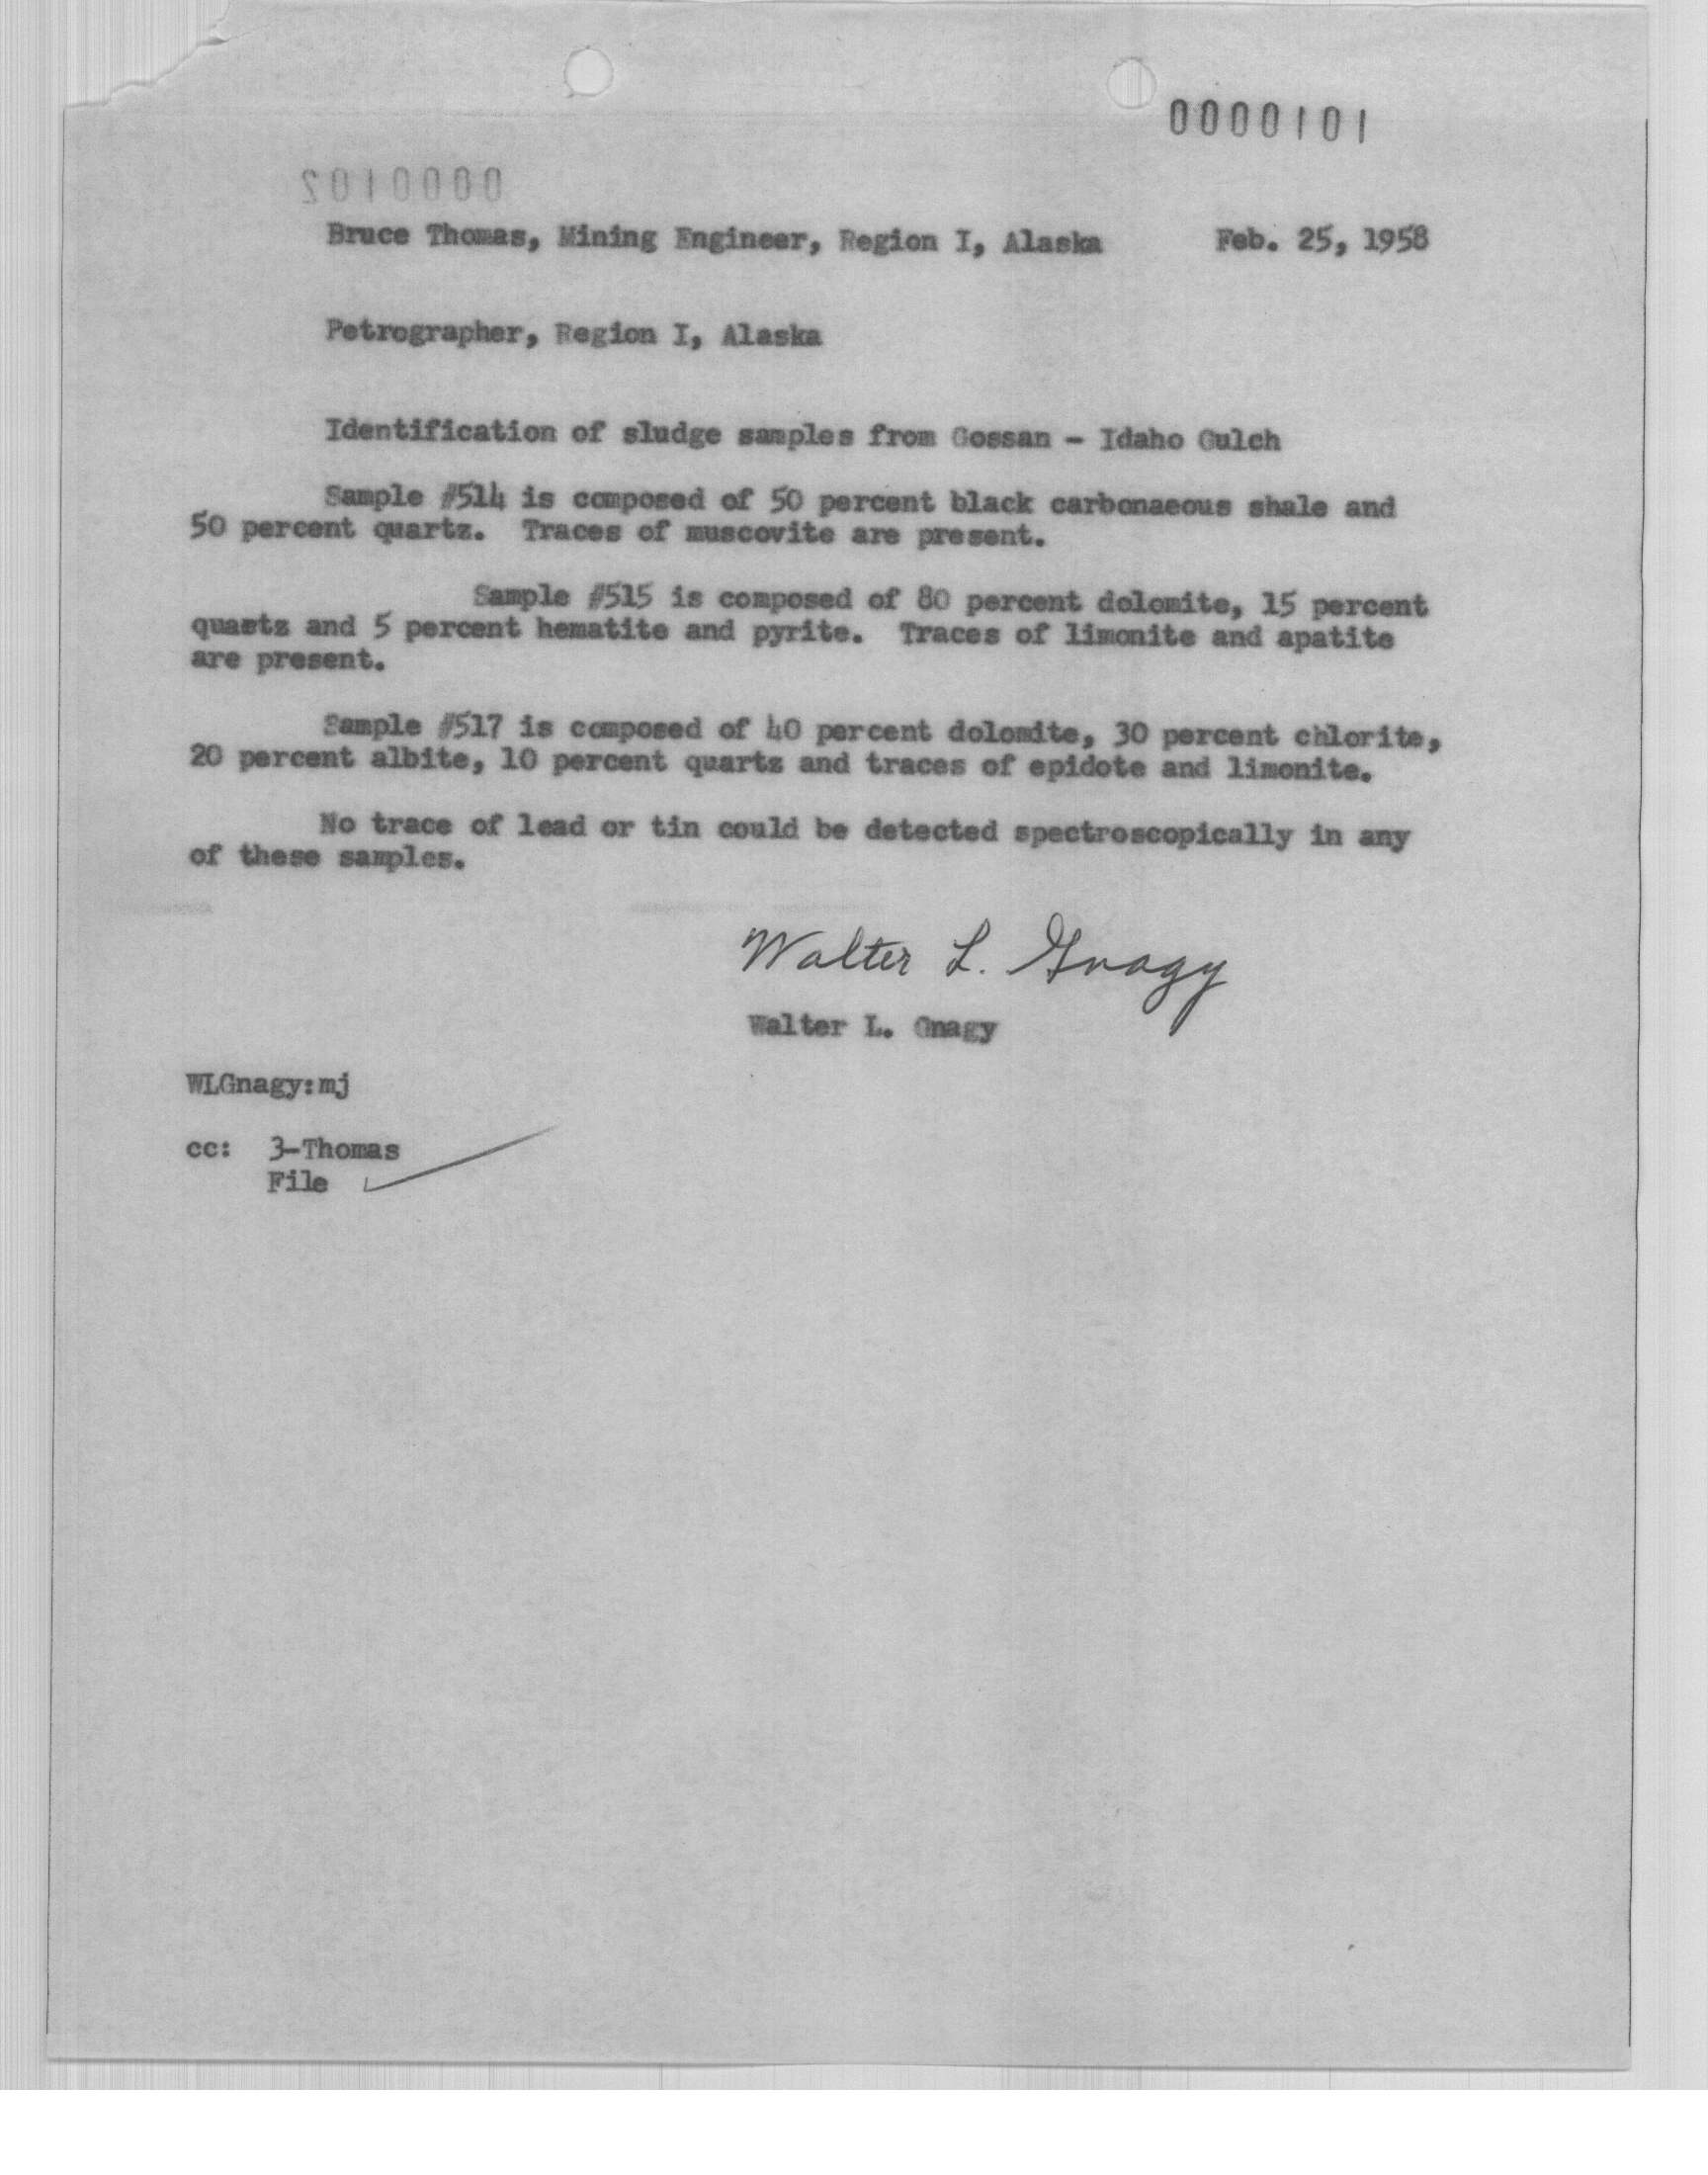 0000101
0000102
Bruce Thomas, Mining Engineer, Region I, Alaska Feb. 25, 1958
Petrographer, Region I, Alaska
Identification of sludge samples from Gossan - Idaho Gulch
Sample #514 is composed of 50 percent black carbonaeous shale and
50 percent quartz. Traces of muscovite are present.
Sample #515 is composed of 80 percent dolomite, 15 percent
quartz and 5 percent hematite and pyrite. Traces of limonite and apatite
are present.
Sample #517 is composed of 40 percent dolomite, 30 percent chlorite,
20 percent albite, 10 percent quartz and traces of epidote and limonite.
No trace of lead or tin could be detected spectroscopically in any
of these samples.
Walter L. Gnagy
Walter L. Gnagy
WLGnagy:mj
cc: 3-Thomas
File